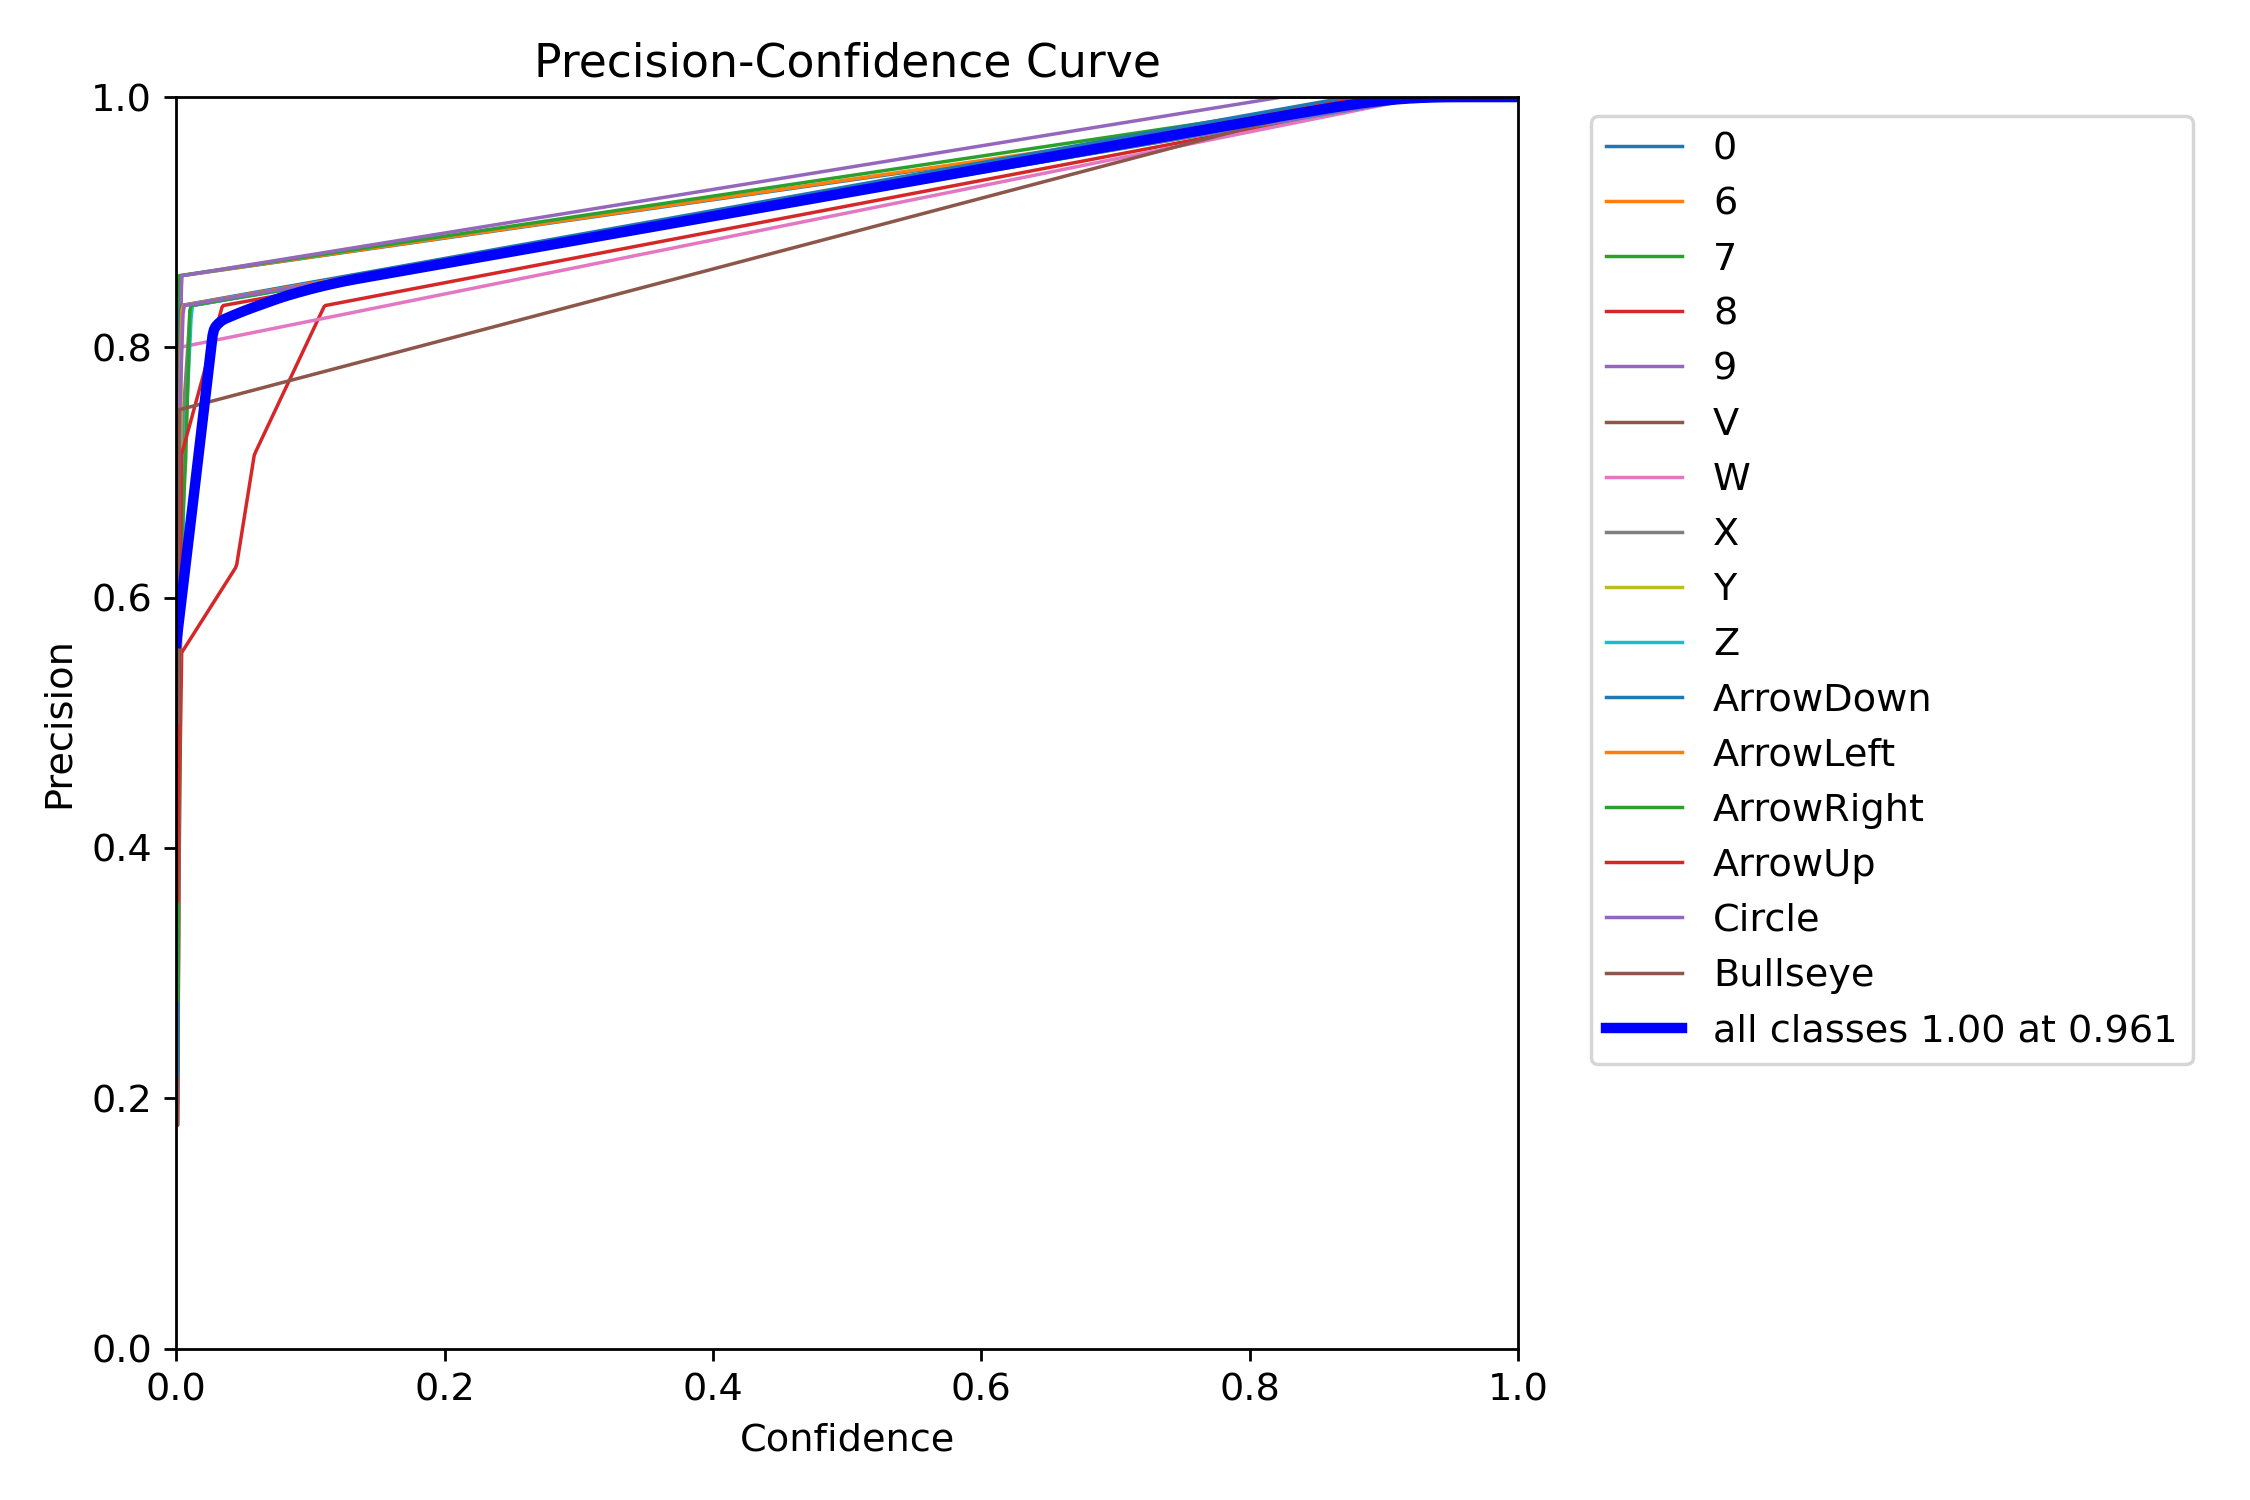 Precision-Confidence Curve
1.0
0.8
0.6
0.4
0.2
0.0
Precision
0.0 0.2 0.4 0.6 0.8 1.0
Confidence
0
6
7
8
9
V
W
X
Y
Z
ArrowDown
ArrowLeft
ArrowRight
ArrowUp
Circle
Bullseye
all classes 1.00 at 0.961